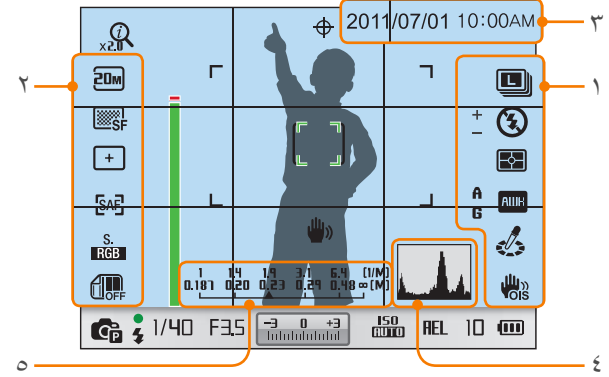 2011/07/01 10:00AM
٣
x2.0
٢
20M
L
١
SF
+
−
+
SAF
A
G
AWB
S.
RGB
OFF
OIS
1 1.4 1.9 3.1 6.4 [1/M]
0.187 0.20 0.23 0.29 0.48 ∞ [M]
P
1/40 F3.5
-3 0 +3
ISO
AUTO
REL 10
٥
٤